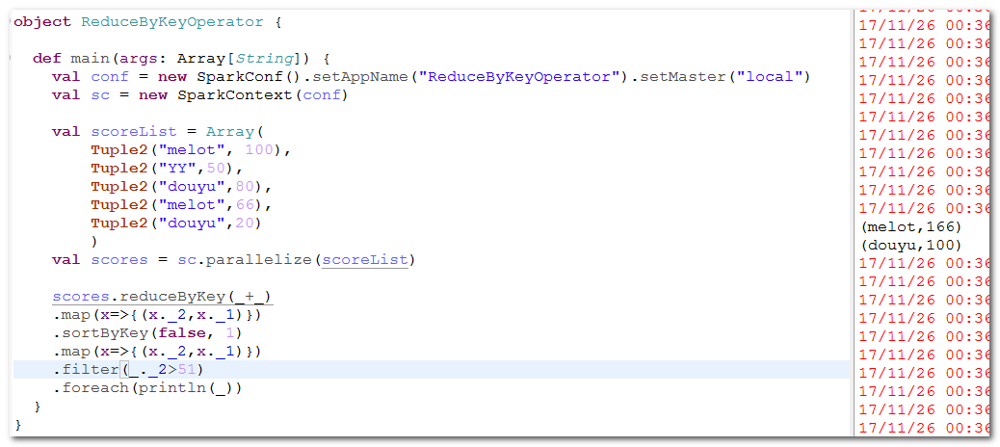 object ReduceByKeyOperator {
def main(args: Array[String]) {
val conf = new SparkConf().setAppName("ReduceByKeyOperator").setMaster("local")
val sc = new SparkContext(conf)
val scoreList = Array(
Tuple2("melot", 100),
Tuple2("YY",50),
Tuple2("douyu",80),
Tuple2("melot",66),
Tuple2("douyu",20)
)
val scores = sc.parallelize(scoreList)
scores.reduceByKey(_+_)
.map(x=>{(x._2,x._1)})
.sortByKey(false, 1)
.map(x=>{(x._2,x._1)})
.filter(_._2>51)
.foreach(println(_))
}
}
17/11/26 00:36
17/11/26 00:36
17/11/26 00:36
17/11/26 00:36
17/11/26 00:36
17/11/26 00:36
17/11/26 00:36
17/11/26 00:36
17/11/26 00:36
17/11/26 00:36
17/11/26 00:36
(melot,166)
(douyu,100)
17/11/26 00:36
17/11/26 00:36
17/11/26 00:36
17/11/26 00:36
17/11/26 00:36
17/11/26 00:36
17/11/26 00:36
17/11/26 00:36
17/11/26 00:36
17/11/26 00:36